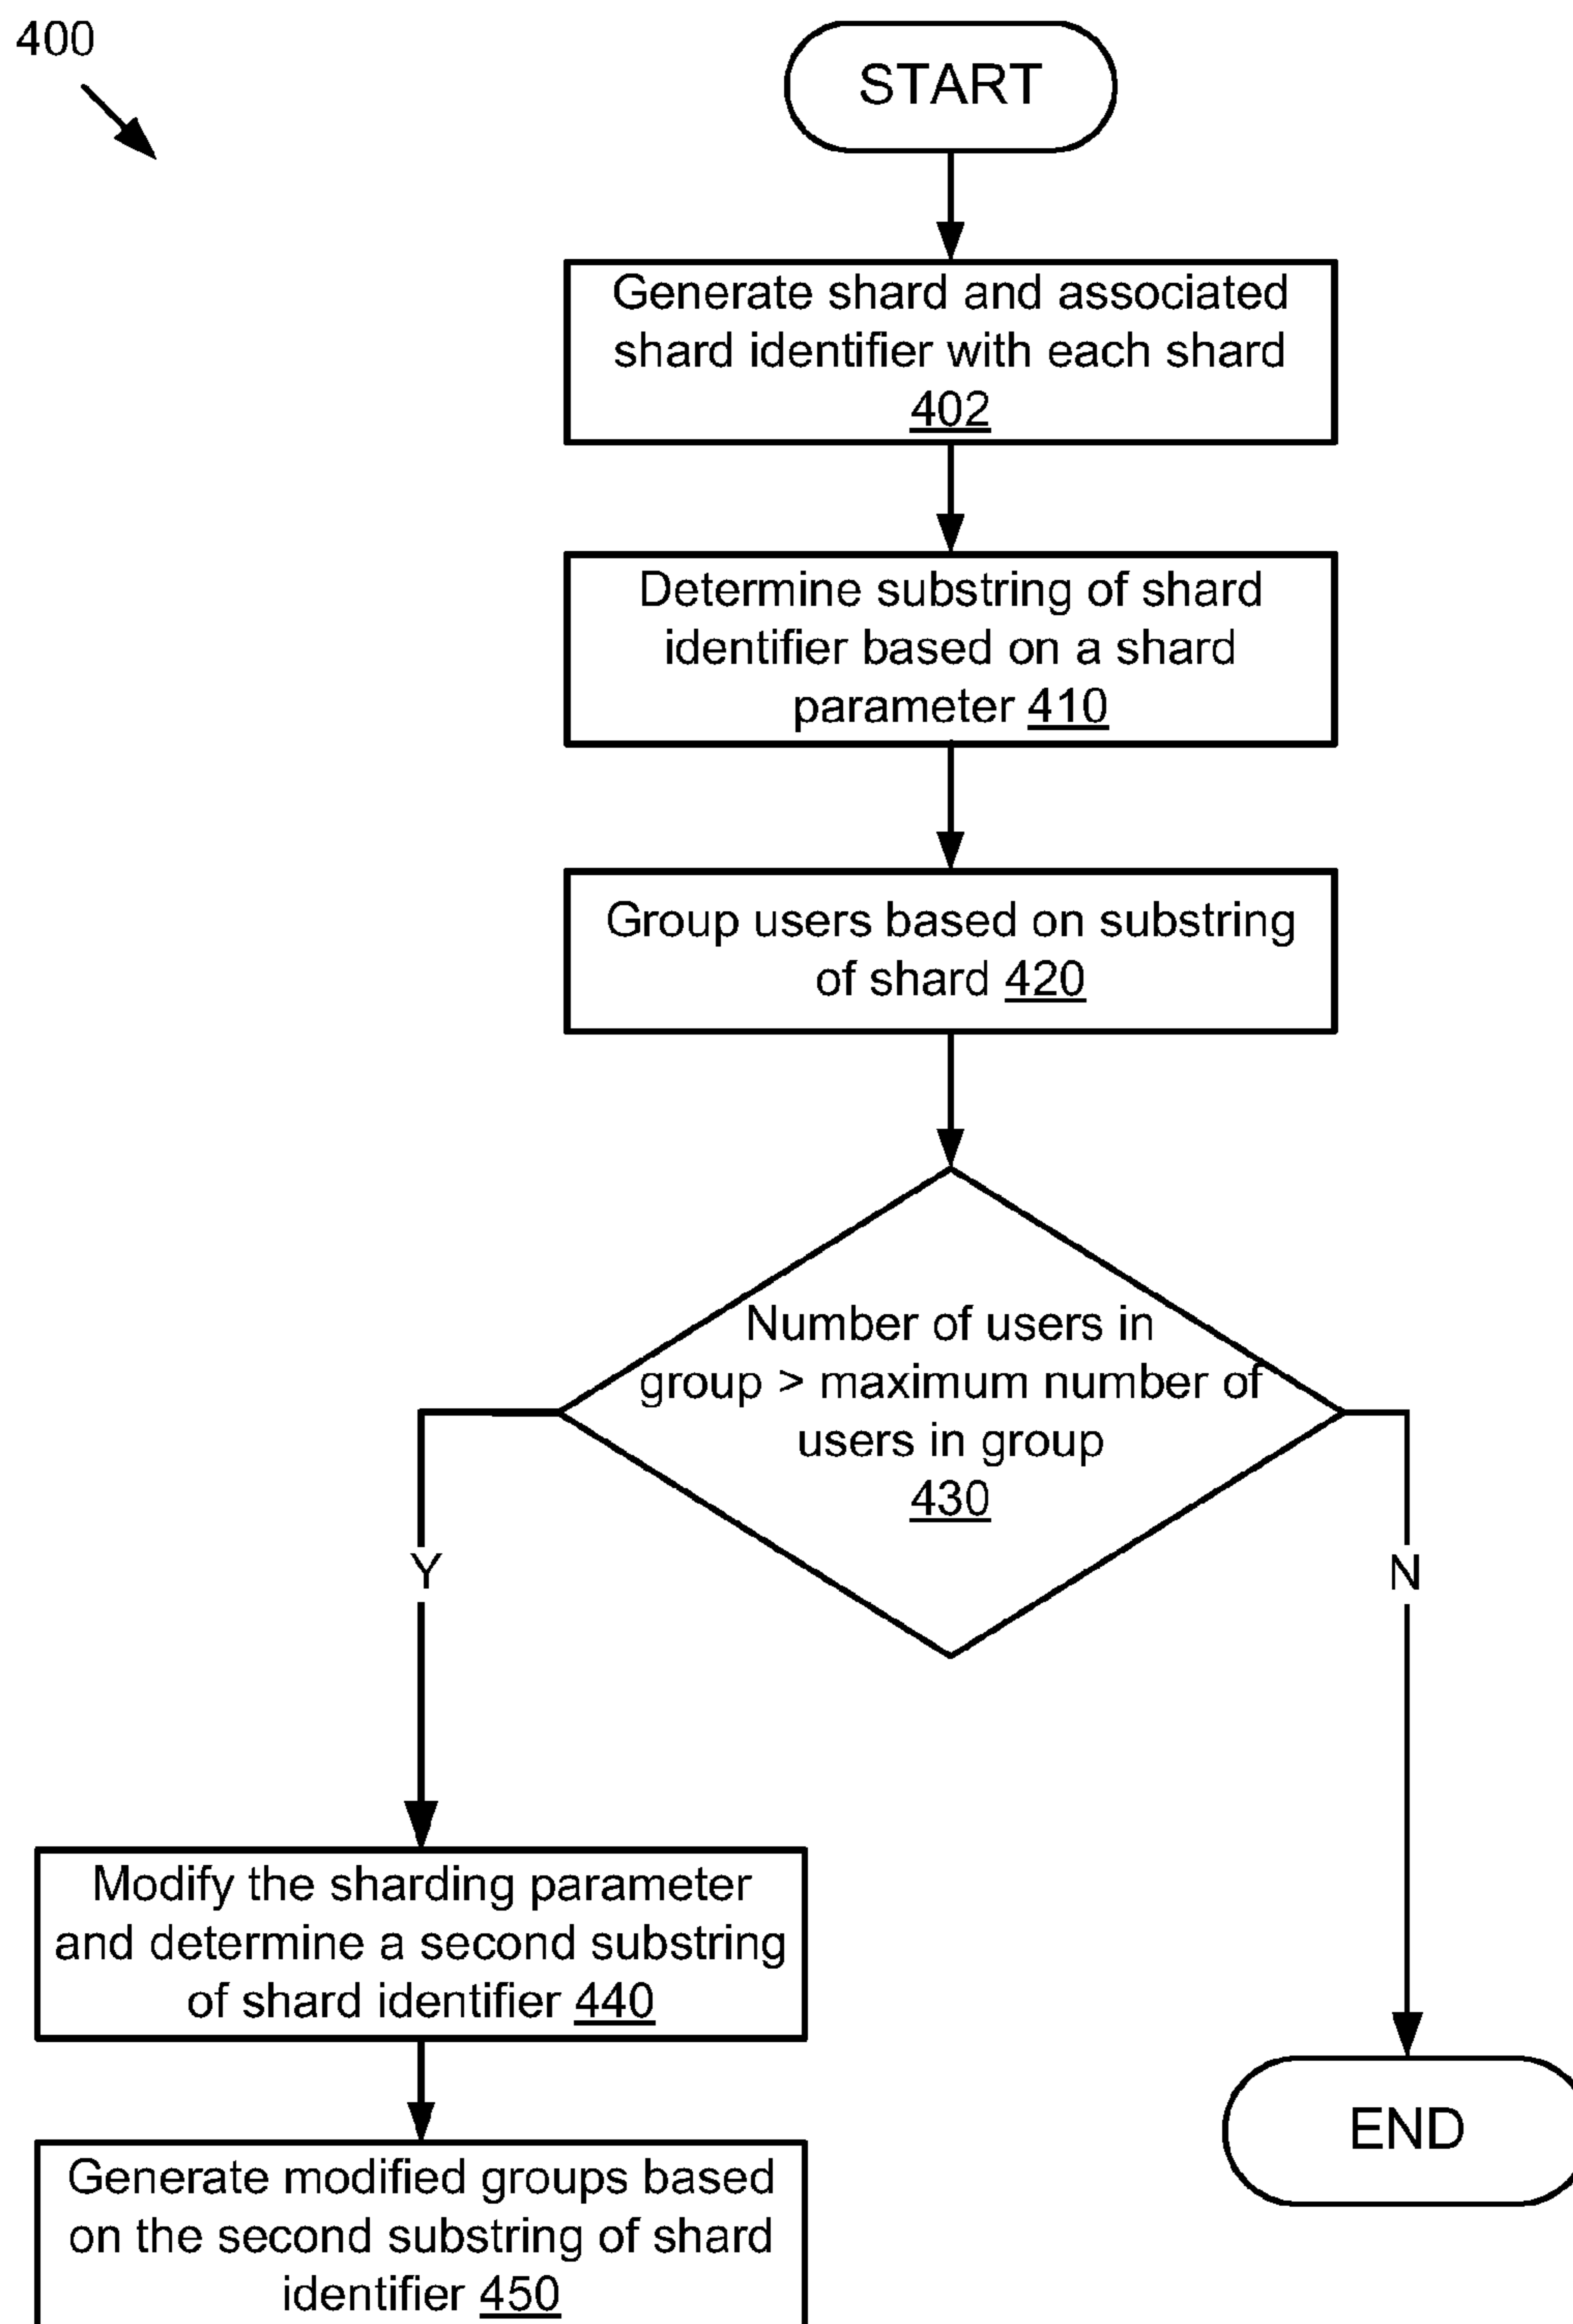 400
START
Generate shard and associated
shard identifier with each shard
402
Determine substring of shard
identifier based on a shard
parameter 410
Group users based on substring
of shard 420
Number of users in
group > maximum number of
users in group
430
Y
N
Modify the sharding parameter
and determine a second substring
of shard identifier 440
END
Generate modified groups based
on the second substring of shard
identifier 450